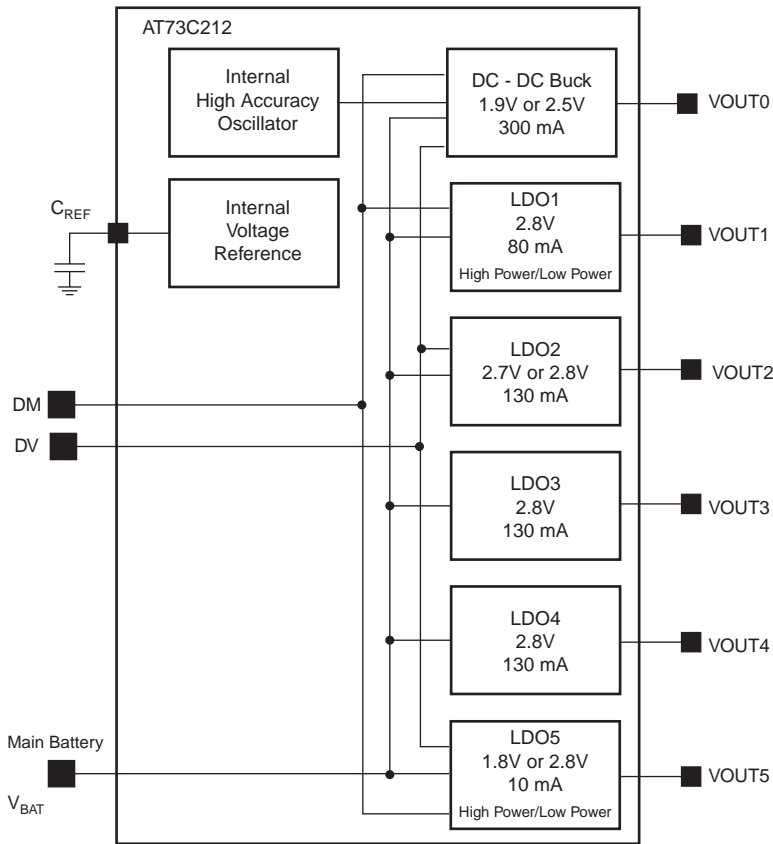 AT73C212
Internal
High Accuracy
Oscillator
DC - DC Buck
1.9V or 2.5V
300 mA
VOUT0
CREF
Internal
Voltage
Reference
LDO1
2.8V
80 mA
High Power/Low Power
VOUT1
LDO2
2.7V or 2.8V
130 mA
VOUT2
DM
DV
LDO3
2.8V
130 mA
VOUT3
LDO4
2.8V
130 mA
VOUT4
Main Battery
VBAT
LDO5
1.8V or 2.8V
10 mA
High Power/Low Power
VOUT5